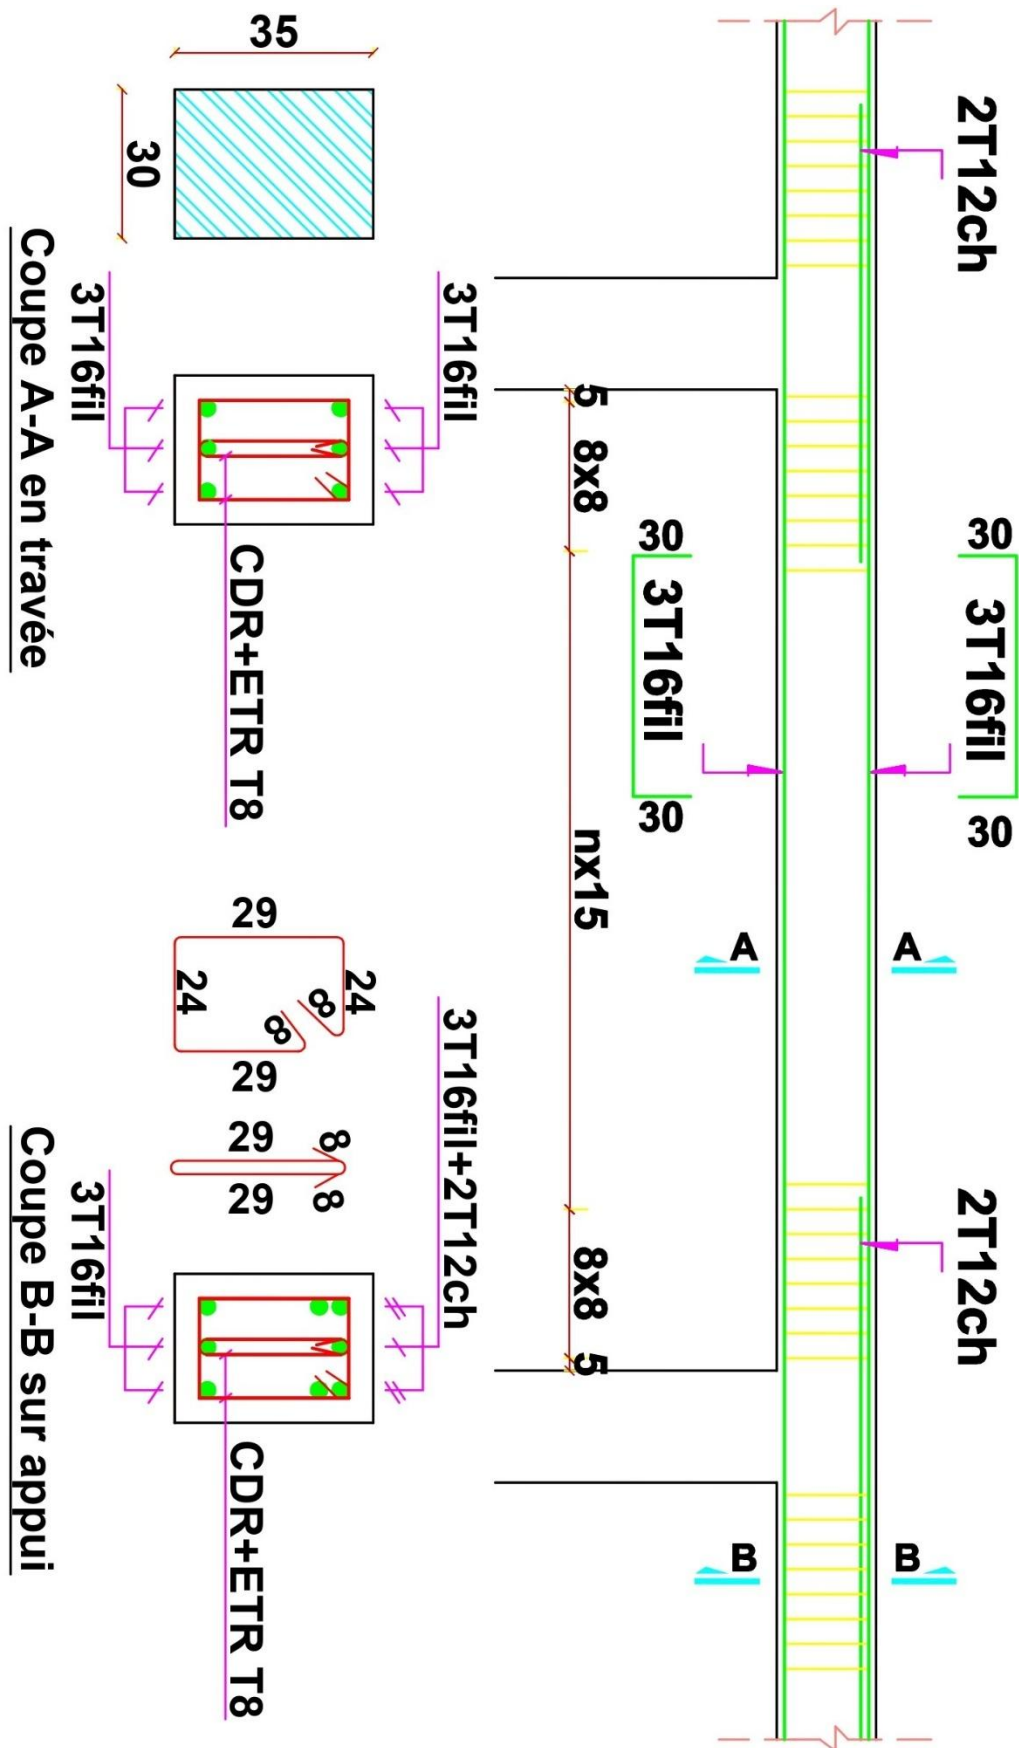 2T12ch
2T12ch
30
3T16fil
30
30
3T16fil
30
A
A
B
B
5
8x8
nx15
8x8
5
35
30
3T16fil
3T16fil
CDR+ETR T8
Coupe A-A en travée
29
24
24
8
8
29
29
29
8
8
3T16fil+2T12ch
3T16fil
CDR+ETR T8
Coupe B-B sur appui